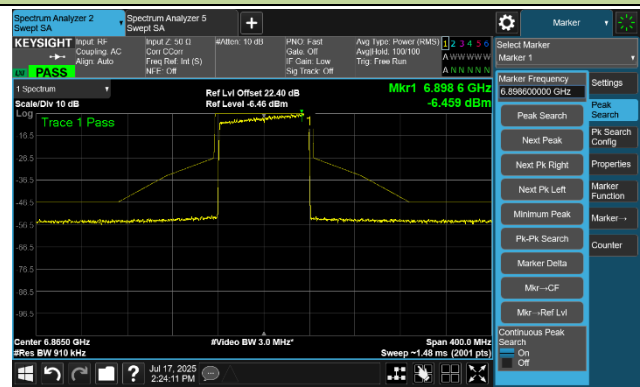 Spectrum Analyzer 2
Swept SA
Spectrum Analyzer 5
Swept SA
+
Marker
KEYSIGHT
Input: RF
Coupling: AC
Align: Auto
Input Z: 50 Ω
Corr CCorr
Freq Ref: Int (S)
NFE: Off
#Atten: 10 dB
PNO: Fast
Gate: Off
IF Gain: Low
Sig Track: Off
Avg Type: Power (RMS)
Avg|Hold: 100/100
Trig: Free Run
1 2 3 4 5 6
A W W W W W
A N N N N N
LXI
PASS
Select Marker
Marker 1
1 Spectrum
Scale/Div 10 dB
Ref Lvl Offset 22.40 dB
Ref Level -6.46 dBm
Mkr1 6.898 6 GHz
-6.459 dBm
Log
Trace 1 Pass
-16.5
-26.5
-36.5
-46.5
-56.5
-66.5
-76.5
-86.5
-96.5
Center 6.8650 GHz
#Res BW 910 kHz
#Video BW 3.0 MHz*
Span 400.0 MHz
Sweep ~1.48 ms (2001 pts)
Marker Frequency
6.898600000 GHz
Peak Search
Next Peak
Next Pk Right
Next Pk Left
Minimum Peak
Pk-Pk Search
Marker Delta
Mkr→CF
Mkr→Ref Lvl
Continuous Peak
Search
On
Off
Settings
Peak
Search
Pk Search
Config
Properties
Marker
Function
Marker→
Counter
?
Jul 17, 2025
2:24:11 PM